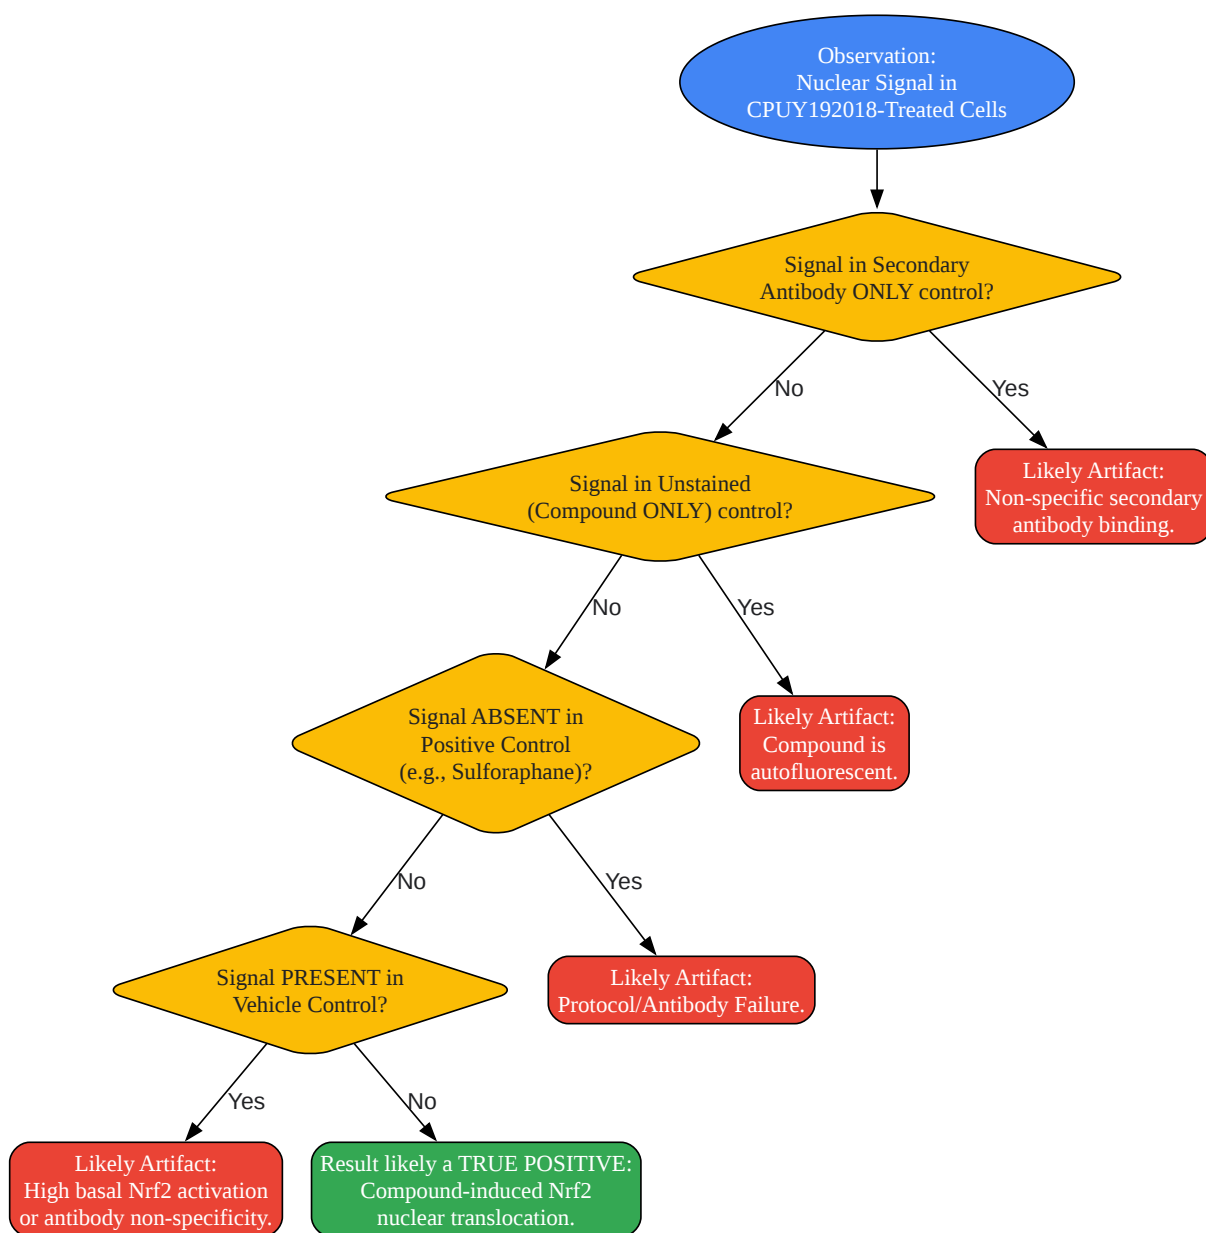 Observation:
Nuclear Signal in
CPUY192018-Treated Cells
Signal in Secondary
Antibody ONLY control?
No
Yes
Signal in Unstained
(Compound ONLY) control?
Likely Artifact:
Non-specific secondary
antibody binding.
No
Yes
Signal ABSENT in
Positive Control
(e.g., Sulforaphane)?
Likely Artifact:
Compound is
autofluorescent.
No
Yes
Signal PRESENT in
Vehicle Control?
Likely Artifact:
Protocol/Antibody Failure.
Yes
No
Likely Artifact:
High basal Nrf2 activation
or antibody non-specificity.
Result likely a TRUE POSITIVE:
Compound-induced Nrf2
nuclear translocation.